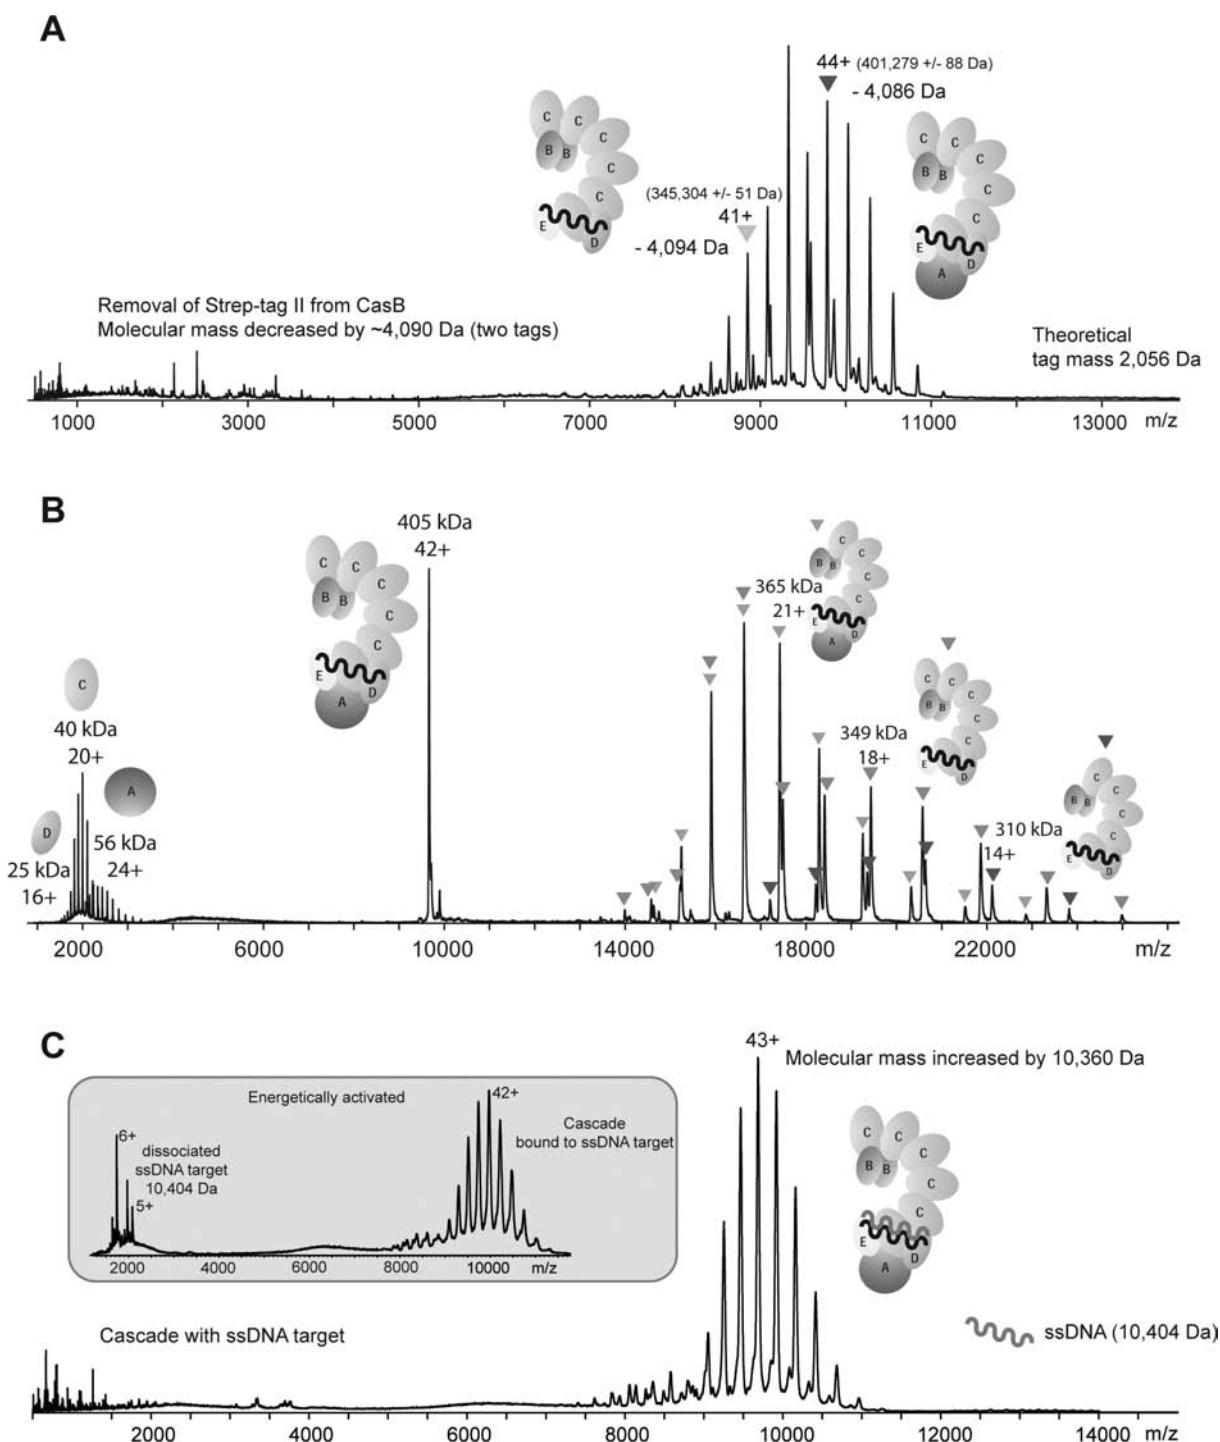 A
44+ (401,279 +/- 88 Da)
- 4,086 Da
C C C C C B B E D
C C C C C B B E D A
(345,304 +/- 51 Da)
41+
- 4,094 Da
Removal of Strep-tag II from CasB
Molecular mass decreased by ~4,090 Da (two tags)
Theoretical
tag mass 2,056 Da
1000 3000 5000 7000 9000 11000 13000 m/z
B
405 kDa
42+
C C C C C B B E D A
365 kDa
21+
C C C C B B E D A
C
40 kDa
20+
A
349 kDa
18+
C C C C C B B E D
D
56 kDa
24+
25 kDa
16+
310 kDa
14+
C C C C B B E D
2000 6000 10000 14000 18000 22000 m/z
C
43+
Molecular mass increased by 10,360 Da
Energetically activated
42+
6+
Cascade
bound to ssDNA target
dissociated
ssDNA target
10,404 Da
5+
2000 4000 6000 8000 10000 m/z
C C C C C B B E D A
Cascade with ssDNA target
ssDNA (10,404 Da)
2000 4000 6000 8000 10000 12000 14000 m/z